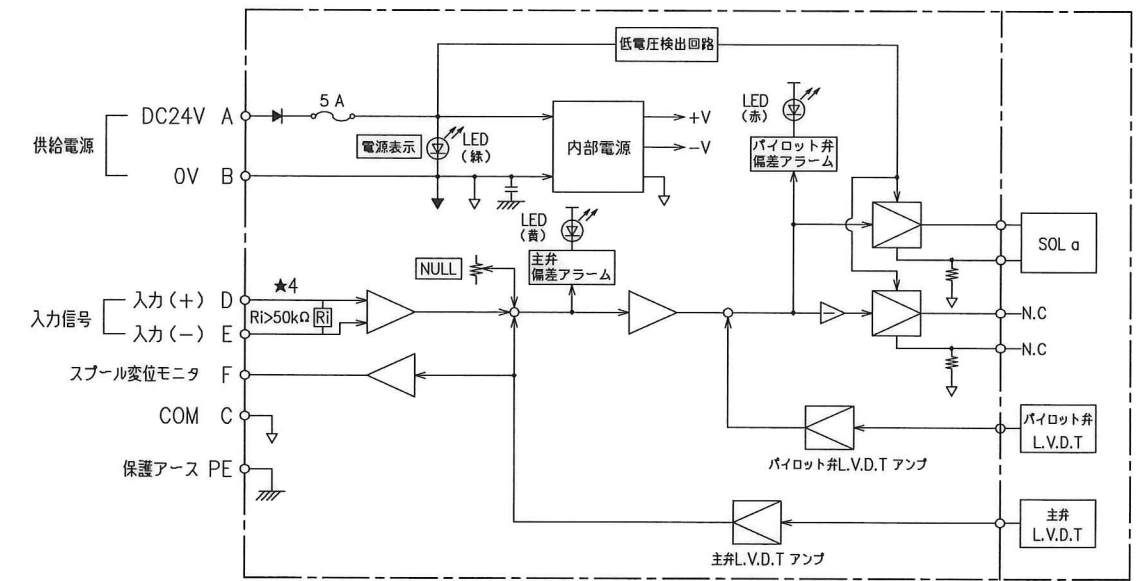 低電圧検出回路
DC24V A
5 A
供給電源
電源表示
LED
(緑)
内部電源
+V
-V
LED
(赤)
パイロット弁
偏差アラーム
0V B
LED
(黄)
主弁
偏差アラーム
NULL
SOL a
★4
入力(+) D
入力信号
Ri>50kΩ Ri
入力(-) E
-
N.C
N.C
スプール変位モニタ F
COM C
パイロット弁
L.V.D.T
パイロット弁L.V.D.T アンプ
保護アース PE
主弁
L.V.D.T
主弁L.V.D.T アンプ